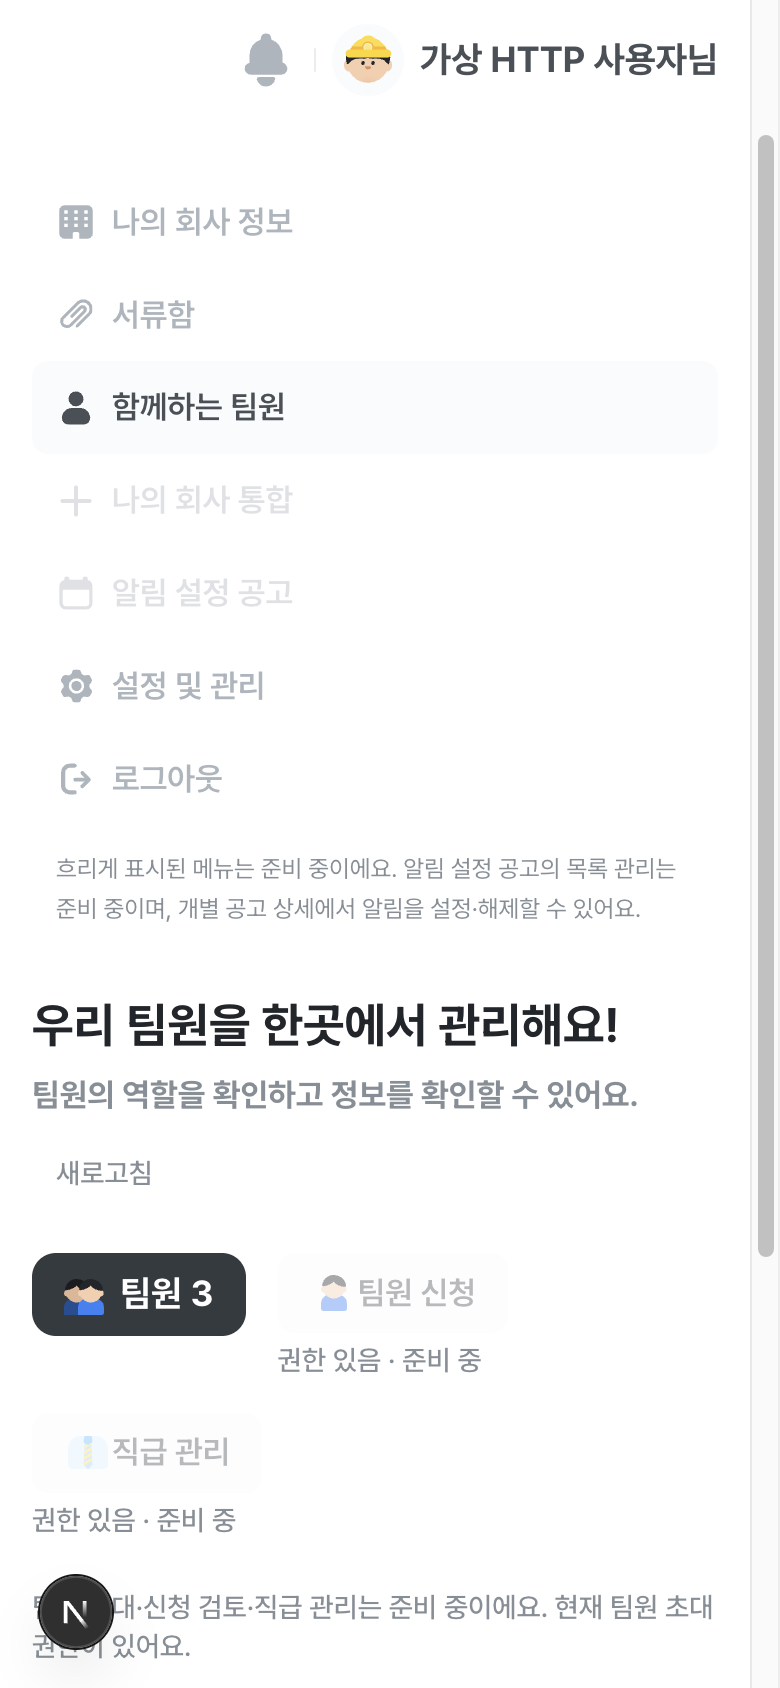 가상 HTTP 사용자님
나의 회사 정보
서류함
함께하는 팀원
나의 회사 통합
알림 설정 공고
설정 및 관리
로그아웃
흐리게 표시된 메뉴는 준비 중이에요. 알림 설정 공고의 목록 관리는
준비 중이며, 개별 공고 상세에서 알림을 설정·해제할 수 있어요.
우리 팀원을 한곳에서 관리해요!
팀원의 역할을 확인하고 정보를 확인할 수 있어요.
새로고침
팀원 3
팀원 신청
권한 있음 · 준비 중
직급 관리
권한 있음 · 준비 중
N
대·신청 검토·직급 관리는 준비 중이에요. 현재 팀원 초대
있어요.